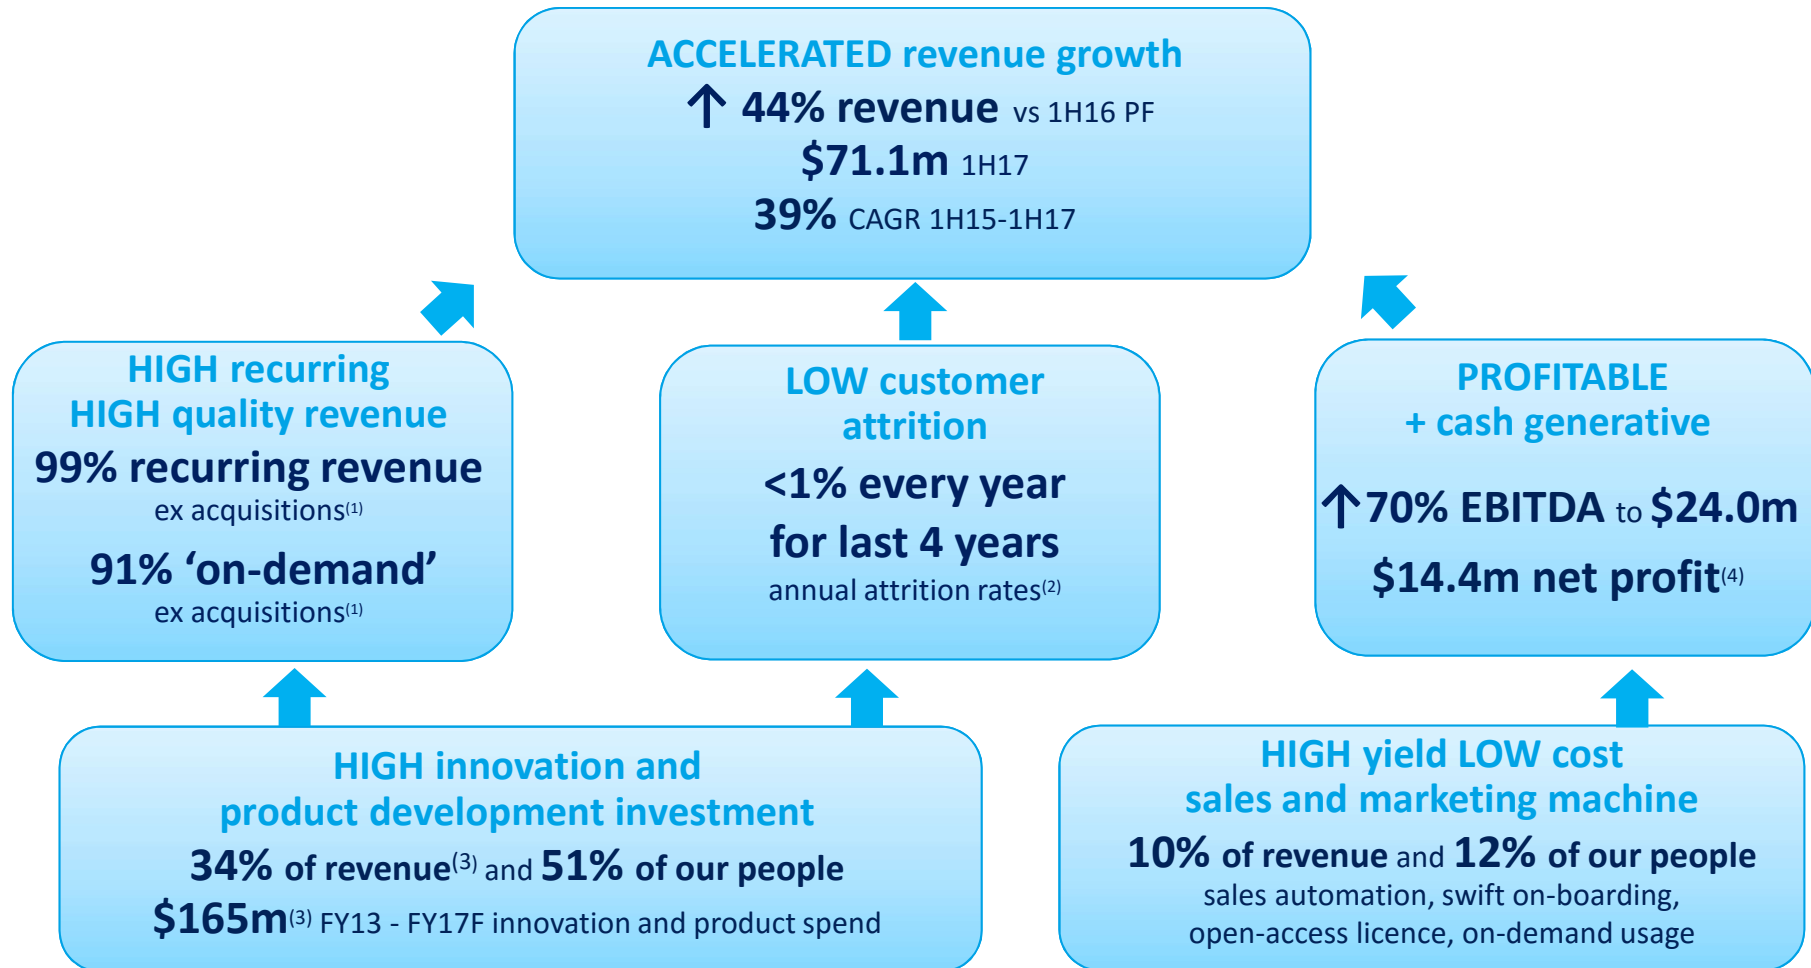 ACCELERATED revenue growth
↑ 44% revenue vs 1H16 PF
$71.1m 1H17
39% CAGR 1H15-1H17
HIGH recurring
HIGH quality revenue
99% recurring revenue
ex acquisitions(1)
91% ‘on-demand’
ex acquisitions(1)
LOW customer
attrition
<1% every year
for last 4 years
annual attrition rates(2)
PROFITABLE
+ cash generative
↑70% EBITDA to $24.0m
$14.4m net profit(4)
HIGH innovation and
product development investment
34% of revenue(3) and 51% of our people
$165m(3) FY13 - FY17F innovation and product spend
HIGH yield LOW cost
sales and marketing machine
10% of revenue and 12% of our people
sales automation, swift on-boarding,
open-access licence, on-demand usage